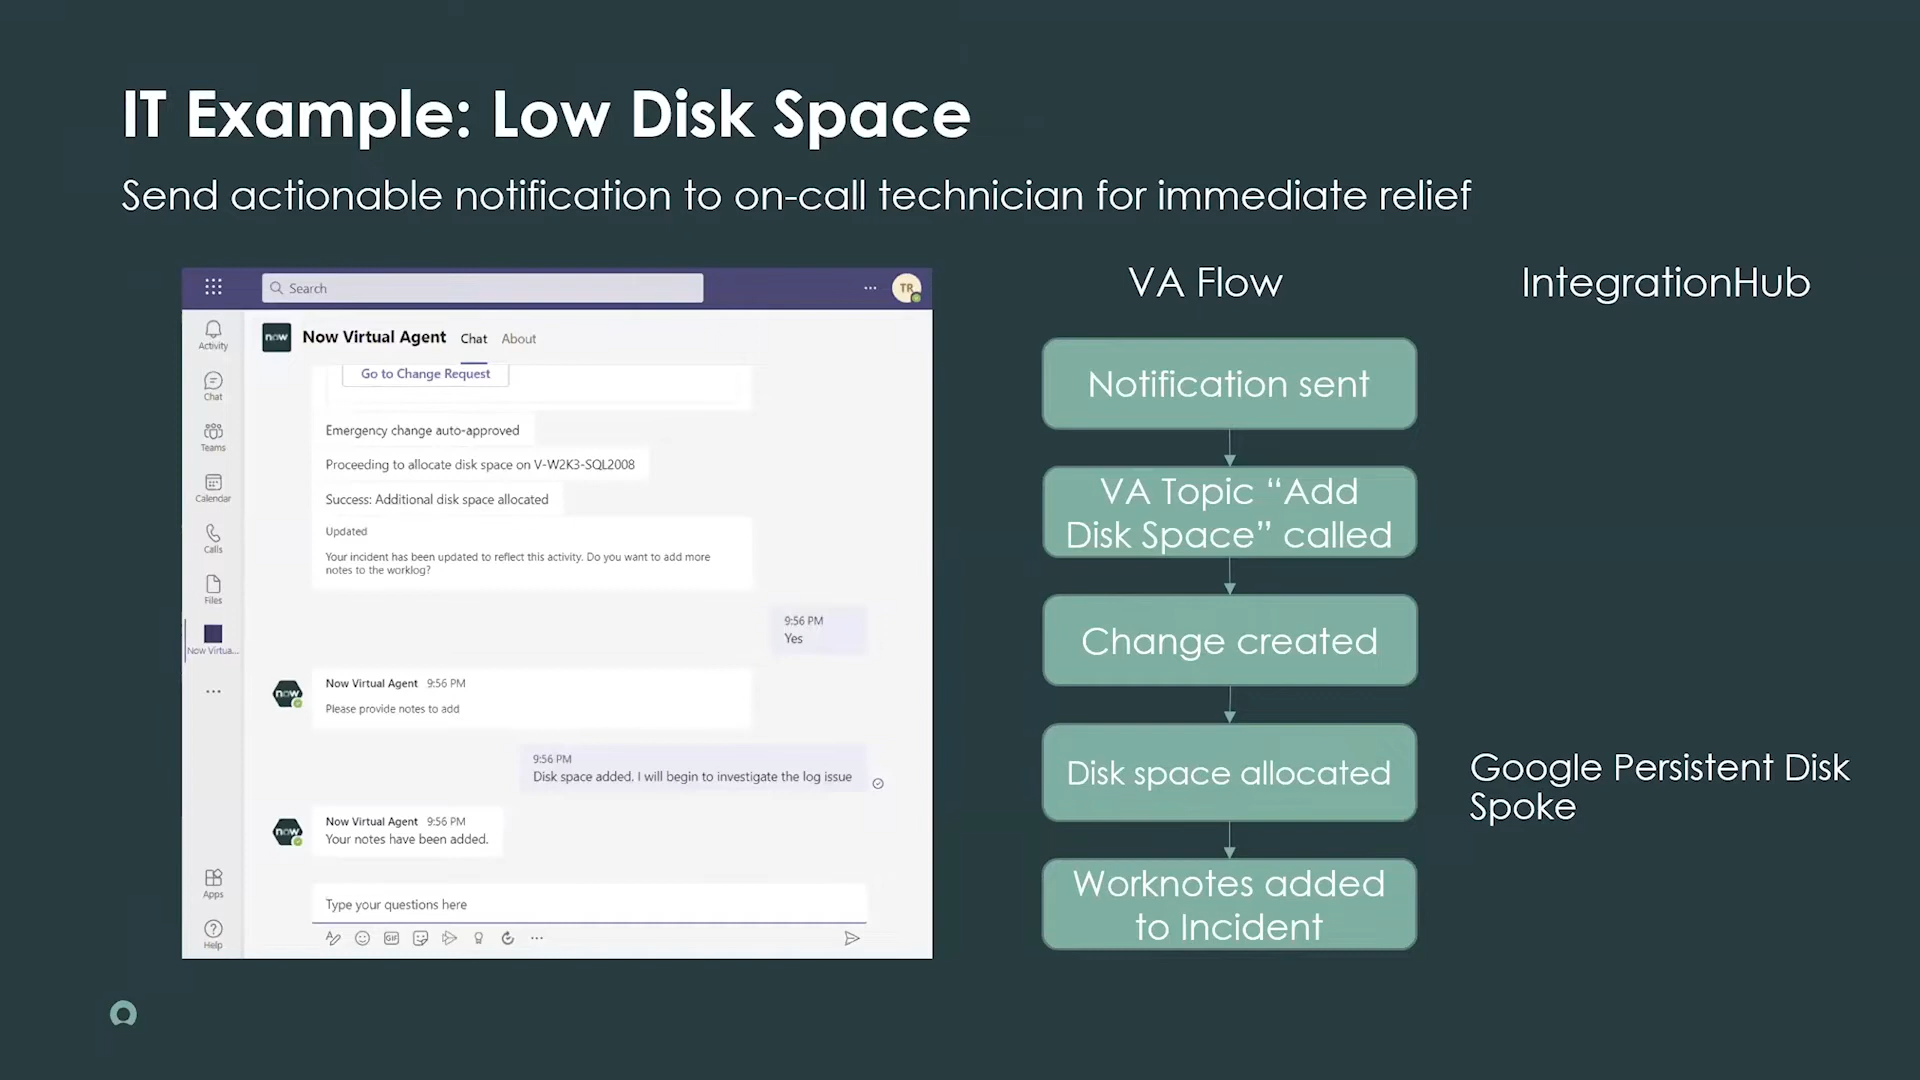 IT Example: Low Disk Space
Send actionable notification to on-call technician for immediate relief
Search
TR
Activity
Chat
Teams
Calendar
Calls
Files
Now Virtua...
Apps
Help
now
Now Virtual Agent
Chat
About
Go to Change Request
Emergency change auto-approved
Proceeding to allocate disk space on V-W2K3-SQL2008
Success: Additional disk space allocated
Updated
Your incident has been updated to reflect this activity. Do you want to add more
notes to the worklog?
9:56 PM
Yes
now
Now Virtual Agent 9:56 PM
Please provide notes to add
9:56 PM
Disk space added. I will begin to investigate the log issue
now
Now Virtual Agent 9:56 PM
Your notes have been added.
Type your questions here
GIF
VA Flow
Notification sent
VA Topic “Add
Disk Space” called
Change created
Disk space allocated
Worknotes added
to Incident
IntegrationHub
Google Persistent Disk
Spoke